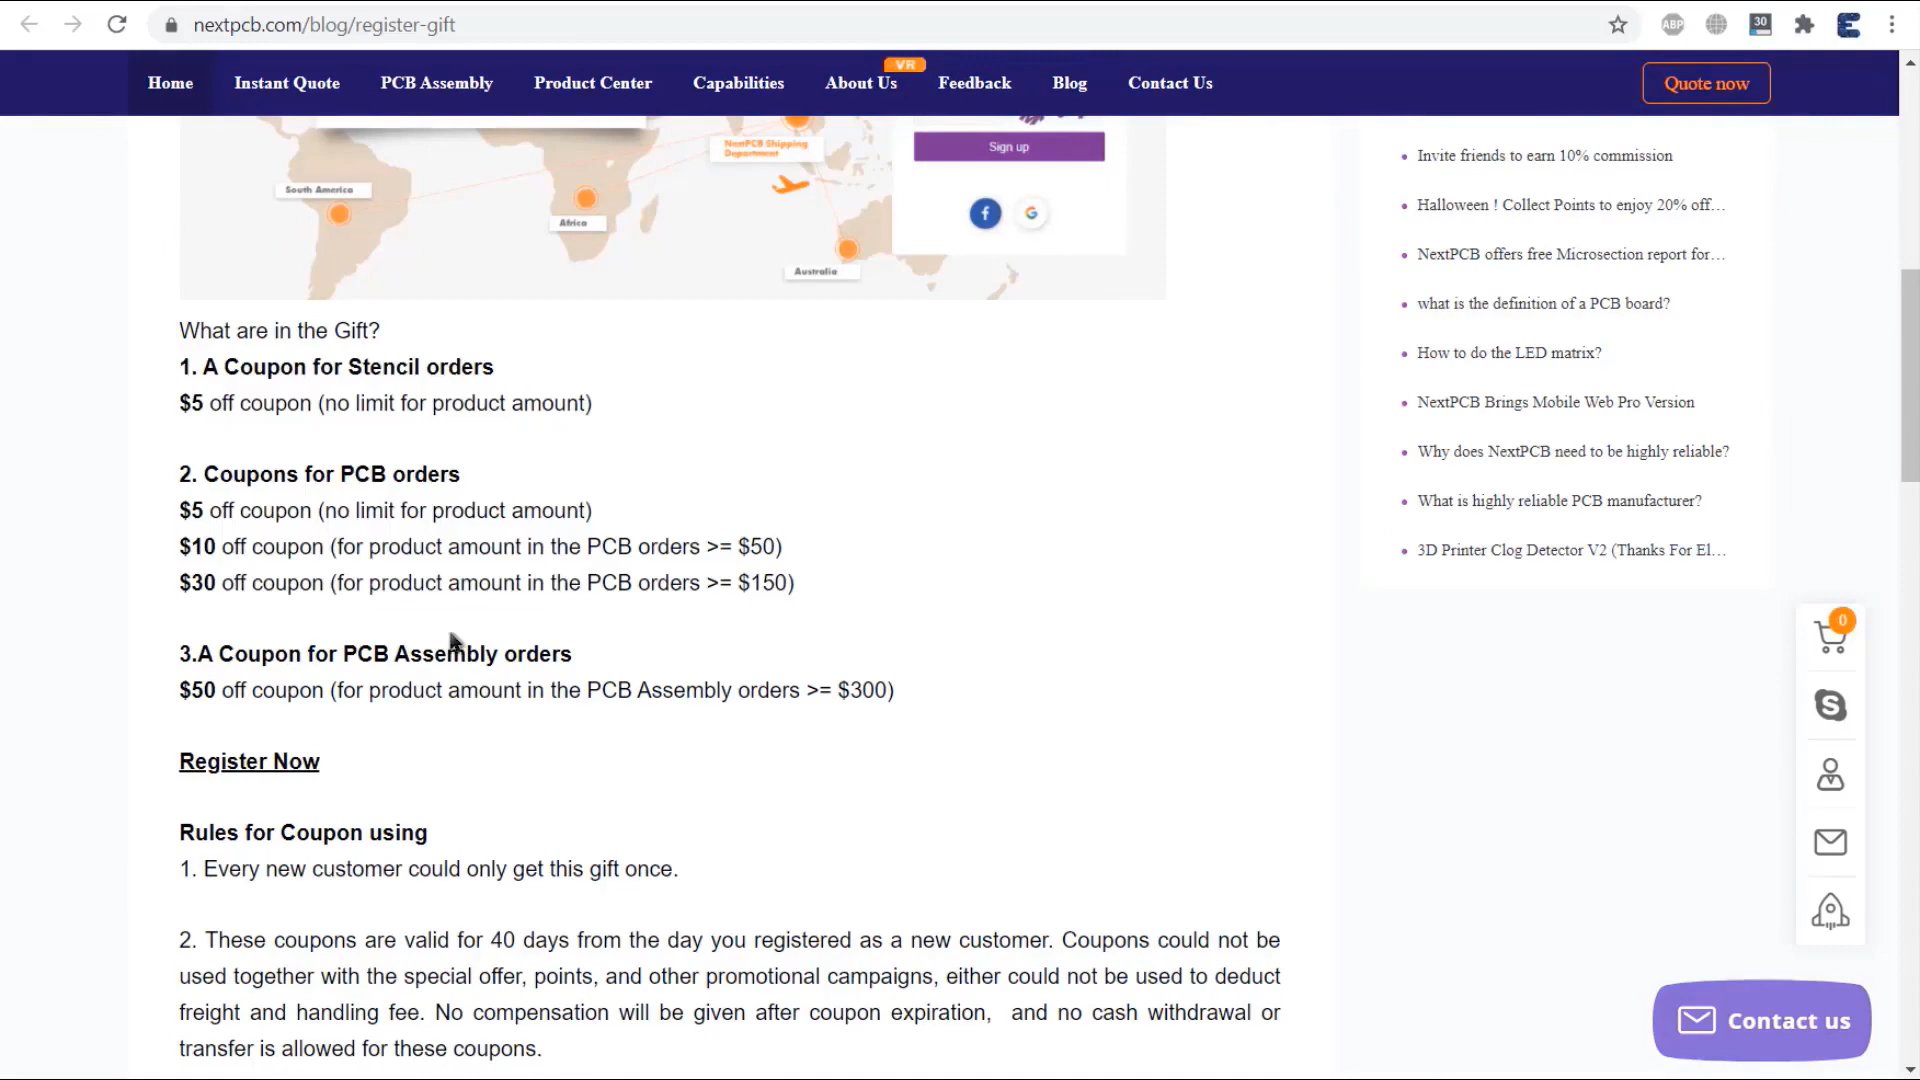 nextpcb.com/blog/register-gift
ABP
30
Home
Instant Quote
PCB Assembly
Product Center
Capabilities
About Us
VR
Feedback
Blog
Contact Us
Quote now
NextPCB Shipping
Department
South America
Africa
Australia
Sign up
f
G
What are in the Gift?
1. A Coupon for Stencil orders
$5 off coupon (no limit for product amount)
2. Coupons for PCB orders
$5 off coupon (no limit for product amount)
$10 off coupon (for product amount in the PCB orders >= $50)
$30 off coupon (for product amount in the PCB orders >= $150)
3.A Coupon for PCB Assembly orders
$50 off coupon (for product amount in the PCB Assembly orders >= $300)
Register Now
Rules for Coupon using
1. Every new customer could only get this gift once.
2. These coupons are valid for 40 days from the day you registered as a new customer. Coupons could not be
used together with the special offer, points, and other promotional campaigns, either could not be used to deduct
freight and handling fee. No compensation will be given after coupon expiration, and no cash withdrawal or
transfer is allowed for these coupons.
Invite friends to earn 10% commission
Halloween ! Collect Points to enjoy 20% off…
NextPCB offers free Microsection report for…
what is the definition of a PCB board?
How to do the LED matrix?
NextPCB Brings Mobile Web Pro Version
Why does NextPCB need to be highly reliable?
What is highly reliable PCB manufacturer?
3D Printer Clog Detector V2 (Thanks For El…
0
S
Contact us